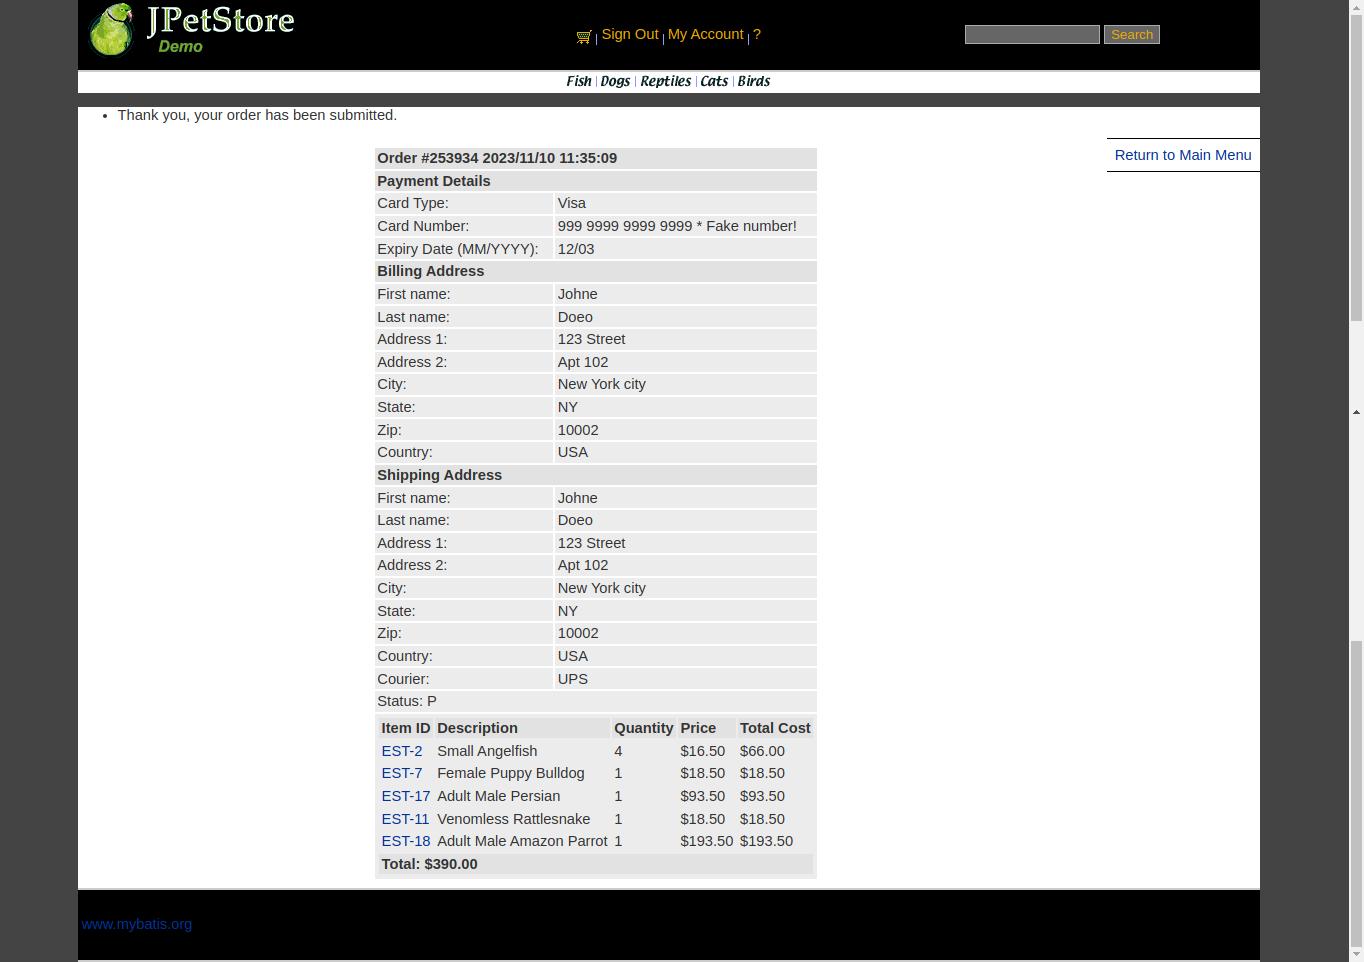 JPetStore
Demo
Sign Out My Account ?
Search
Fish Dogs Reptiles Cats Birds
Thank you, your order has been submitted.
Return to Main Menu
Order #253934 2023/11/10 11:35:09
Payment Details
Card Type: Visa
Card Number: 999 9999 9999 9999 * Fake number!
Expiry Date (MM/YYYY): 12/03
Billing Address
First name: Johne
Last name: Doeo
Address 1: 123 Street
Address 2: Apt 102
City: New York city
State: NY
Zip: 10002
Country: USA
Shipping Address
First name: Johne
Last name: Doeo
Address 1: 123 Street
Address 2: Apt 102
City: New York city
State: NY
Zip: 10002
Country: USA
Courier: UPS
Status: P
Item ID Description Quantity Price Total Cost
EST-2 Small Angelfish 4 $16.50 $66.00
EST-7 Female Puppy Bulldog 1 $18.50 $18.50
EST-17 Adult Male Persian 1 $93.50 $93.50
EST-11 Venomless Rattlesnake 1 $18.50 $18.50
EST-18 Adult Male Amazon Parrot 1 $193.50 $193.50
Total: $390.00
www.mybatis.org